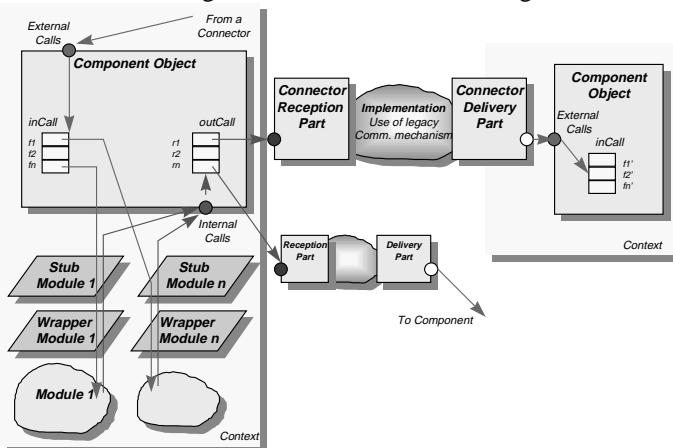 From a
Connector
External
Calls
Component Object
inCall
f1
f2
fn
outCall
r1
r2
rn
Internal
Calls
Connector
Reception
Part
Implementation
Use of legacy
Comm. mechanism
Connector
Delivery
Part
Component
Object
External
Calls
inCall
f1'
f2'
fn'
Context
Reception
Part
Delivery
Part
To Component
Stub
Module 1
Stub
Module n
Wrapper
Module 1
Wrapper
Module n
Module 1
Context